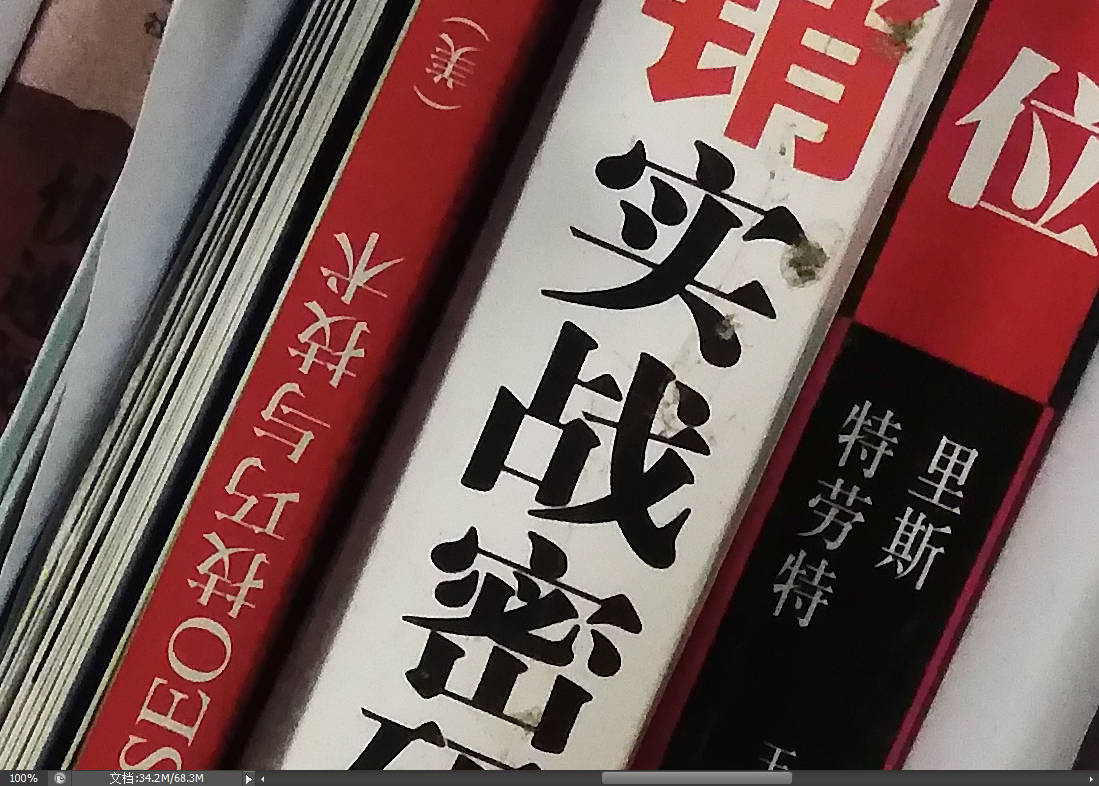 SEO技巧与技术
（美）
销
实战密
位
里斯
特劳特
100%
文档:34.2M/68.3M